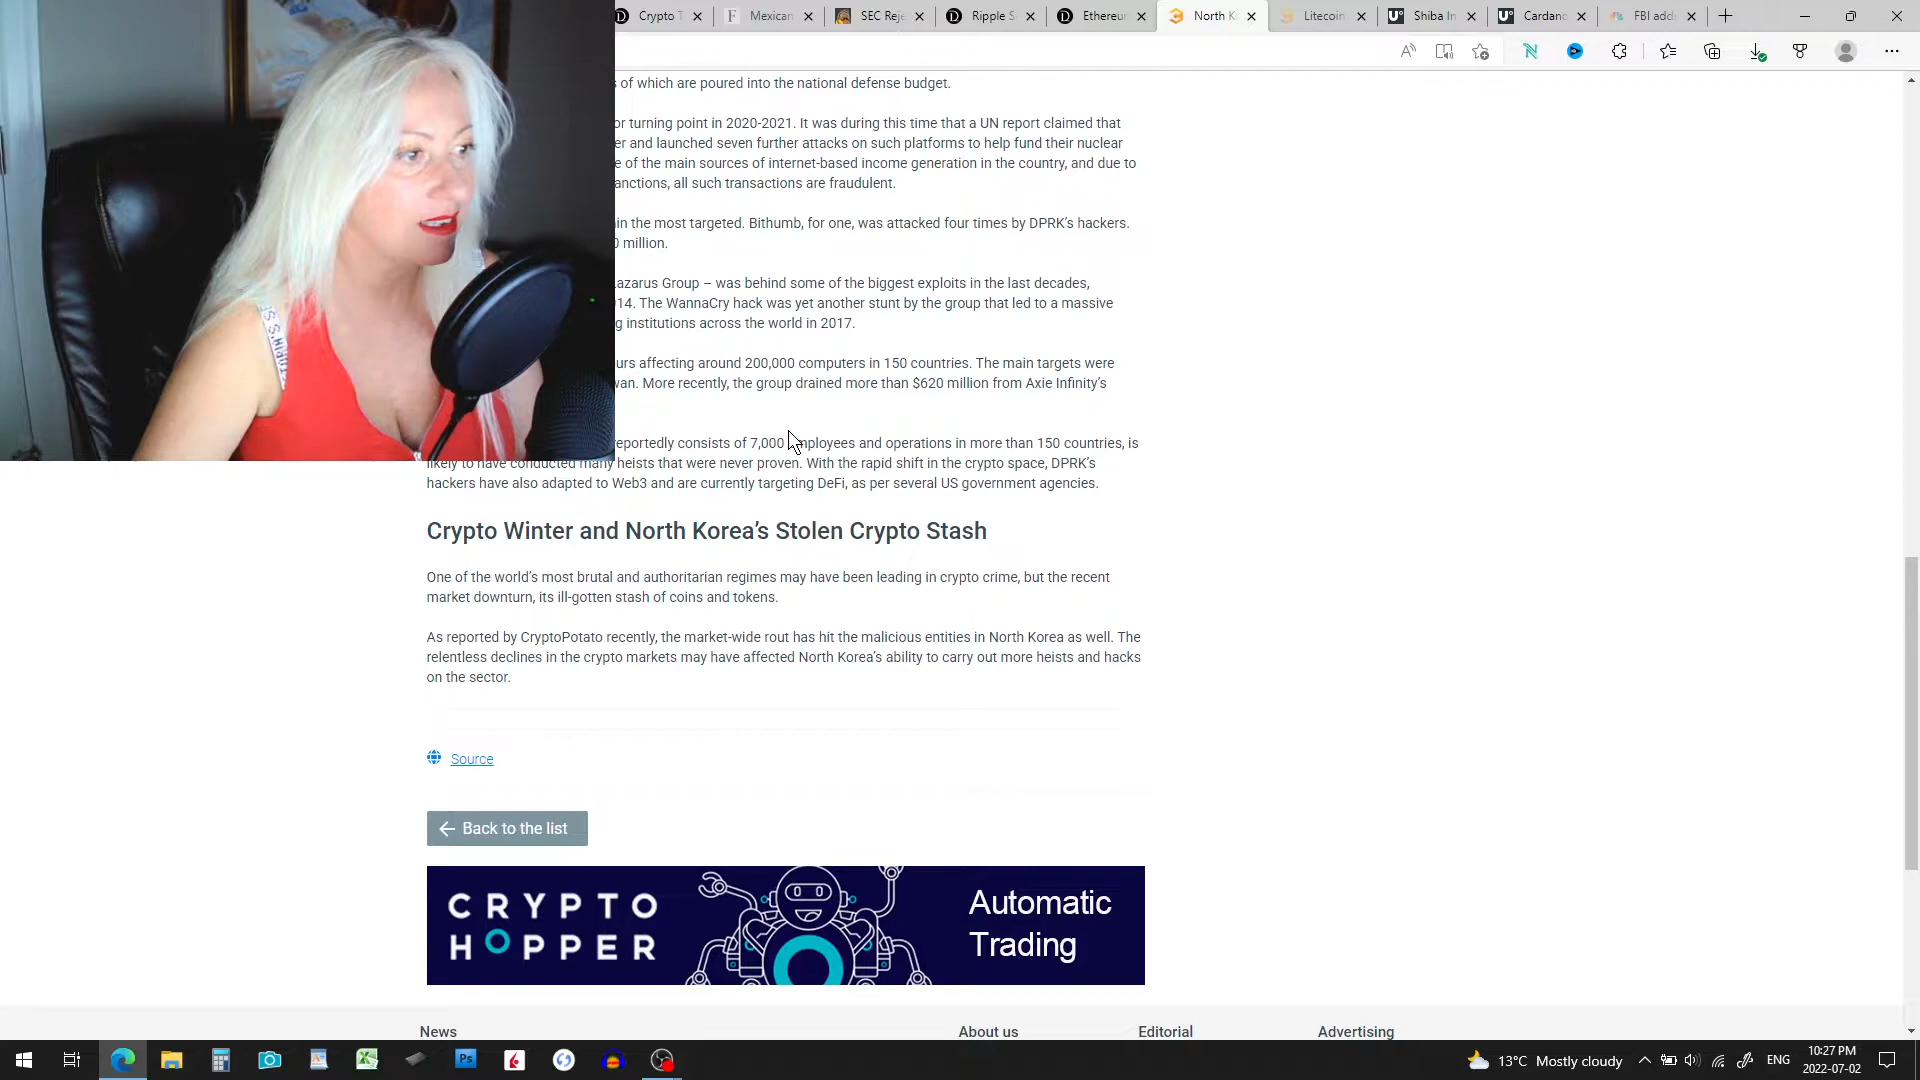 Crypto T
Mexican
SEC Reje
Ripple S
Ethereu
North K
Litecoin
Shiba In
Cardano
FBI add
of which are poured into the national defense budget.
or turning point in 2020-2021. It was during this time that a UN report claimed that
er and launched seven further attacks on such platforms to help fund their nuclear
e of the main sources of internet-based income generation in the country, and due to
anctions, all such transactions are fraudulent.
in the most targeted. Bithumb, for one, was attacked four times by DPRK's hackers.
0 million.
azarus Group – was behind some of the biggest exploits in the last decades,
14. The WannaCry hack was yet another stunt by the group that led to a massive
g institutions across the world in 2017.
urs affecting around 200,000 computers in 150 countries. The main targets were
wan. More recently, the group drained more than $620 million from Axie Infinity's
eportedly consists of 7,000 employees and operations in more than 150 countries, is
likely to have conducted many heists that were never proven. With the rapid shift in the crypto space, DPRK's
hackers have also adapted to Web3 and are currently targeting DeFi, as per several US government agencies.
Crypto Winter and North Korea's Stolen Crypto Stash
One of the world's most brutal and authoritarian regimes may have been leading in crypto crime, but the recent
market downturn, its ill-gotten stash of coins and tokens.
As reported by CryptoPotato recently, the market-wide rout has hit the malicious entities in North Korea as well. The
relentless declines in the crypto markets may have affected North Korea's ability to carry out more heists and hacks
on the sector.
Source
Back to the list
CRYPTO
HOPPER
Automatic
Trading
News
About us
Editorial
Advertising
Ps
13°C Mostly cloudy
ENG
10:27 PM
2022-07-02